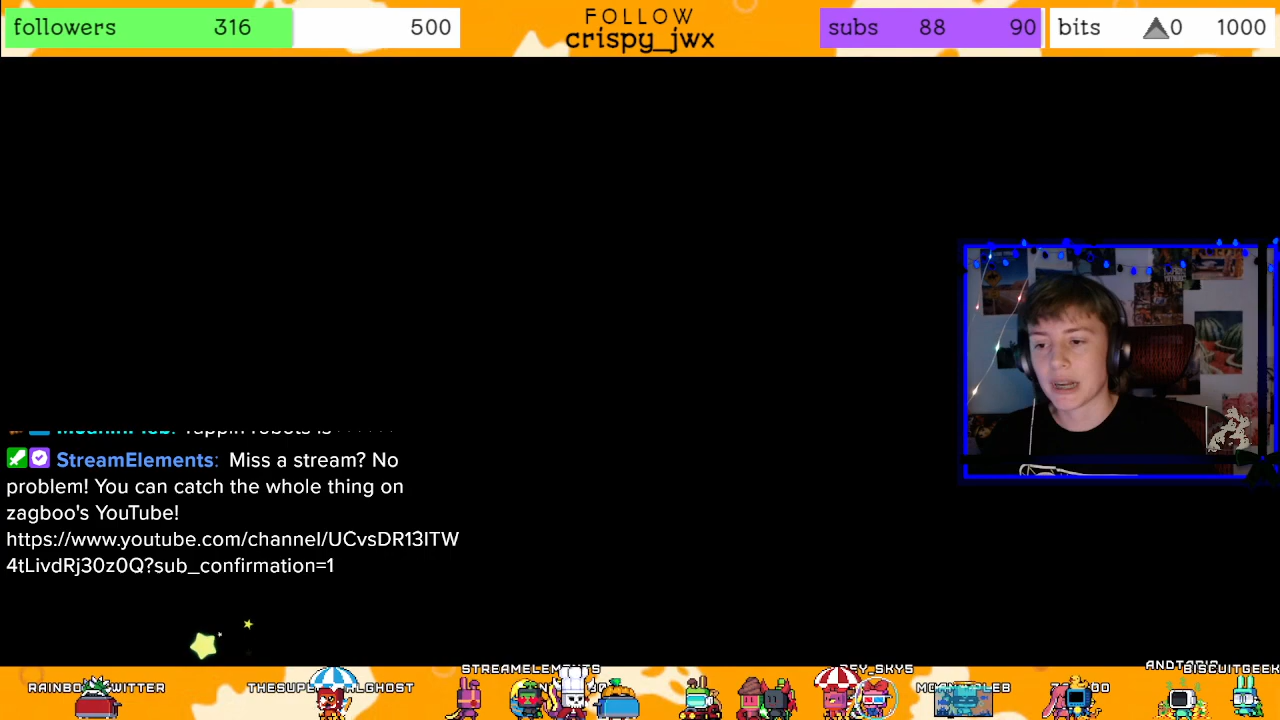 followers 316 500
FOLLOW
crispy_jwx
subs 88 90
bits 0 1000
StreamElements: Miss a stream? No
problem! You can catch the whole thing on
zagboo's YouTube!
https://www.youtube.com/channel/UCvsDR13ITW
4tLivdRj30z0Q?sub_confirmation=1
STREAMELEMENTS